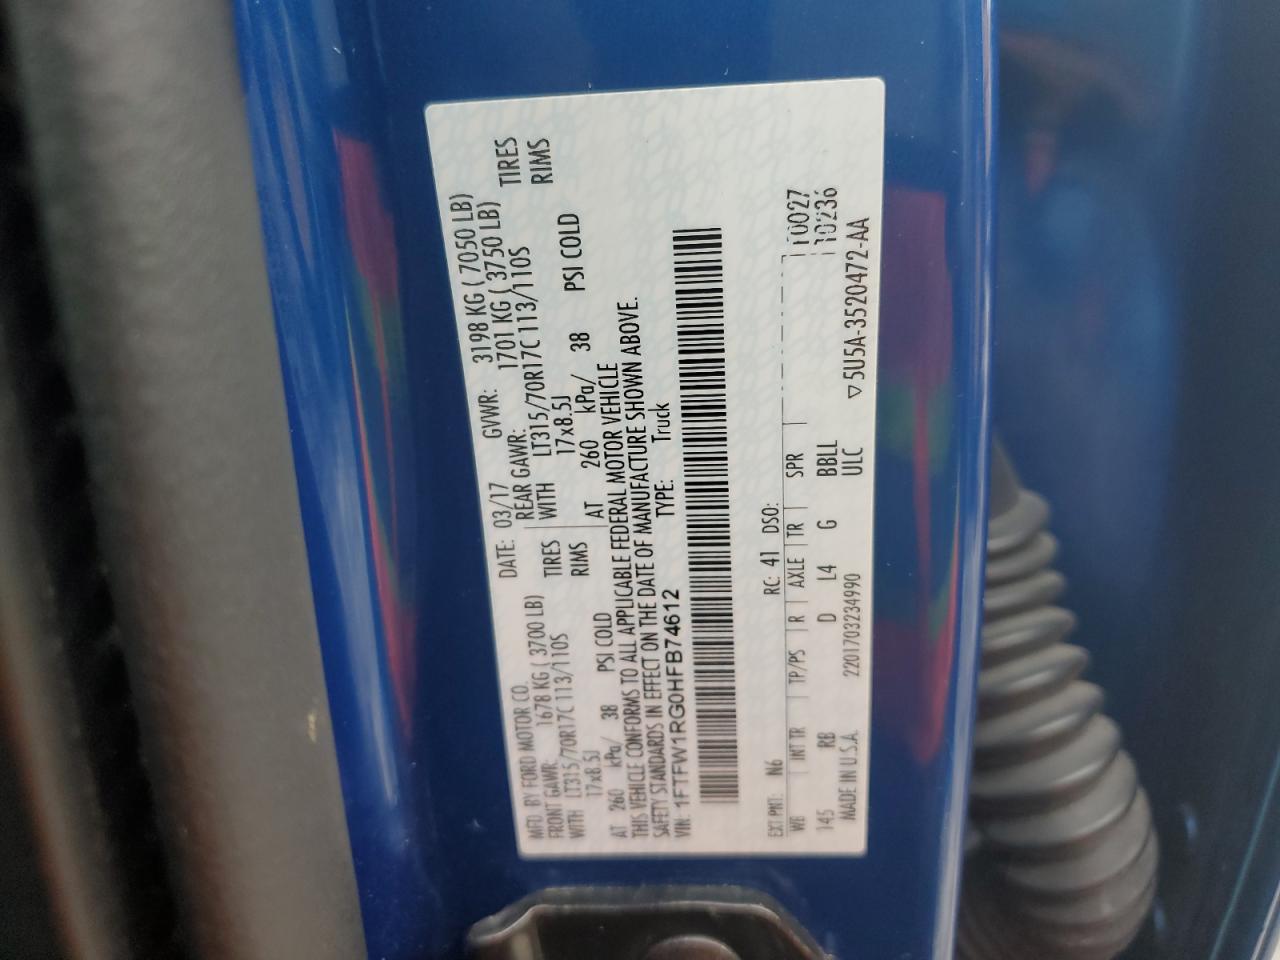 MFD. BY FORD MOTOR CO.
DATE: 03/17 GVWR: 3198 KG ( 7050 LB)
FRONT GAWR: 1678 KG ( 3700 LB)
REAR GAWR: 1701 KG ( 3750 LB)
WITH LT315/70R17C 113/110S TIRES
WITH LT315/70R17C 113/110S TIRES
17x8.5J RIMS
17x8.5J RIMS
AT 260 kPa/ 38 PSI COLD
AT 260 kPa/ 38 PSI COLD
THIS VEHICLE CONFORMS TO ALL APPLICABLE FEDERAL MOTOR VEHICLE
SAFETY STANDARDS IN EFFECT ON THE DATE OF MANUFACTURE SHOWN ABOVE.
VIN: 1FTFW1RG0HFB74612 TYPE: Truck
EXT PNT: N6 RC: 41 DSO:
WB INT TR TP/PS R AXLE TR SPR 10027
145 RB D L4 G BBLL 10236
MADE IN U.S.A. 2201703234990 ULC
▽ 5U5A-3520472-AA